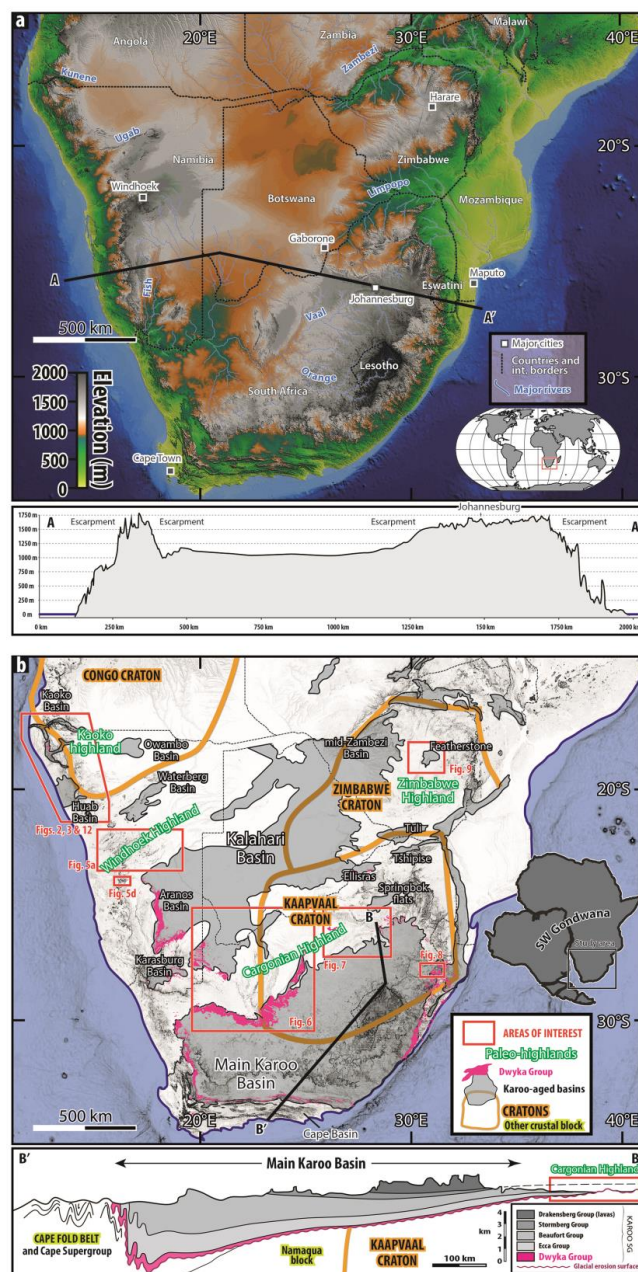 a
20°E
30°E
40°E
Angola
Zambia
Malawi
Kunene
Zambezi
Harare
Ugab
20°S
Namibia
Zimbabwe
Windhoek
Botswana
Limpopo
Mozambique
Gaborone
A
Fish
Johannesburg
Eswatini
Maputo
500 km
Vaal
A'
Major cities
Countries and
int. borders
Major rivers
Lesotho
Orange
30°S
South Africa
2000
1500
1000
500
0
Elevation (m)
Cape Town
Johannesburg
A
Escarpment
Escarpment
Escarpment
Escarpment
A
1750 m
1500 m
1250 m
1000 m
750 m
500 m
250 m
0 m
0 km
250 km
500 km
750 km
1000 km
1250 km
1500 km
1750 km
2000 km
b
CONGO CRATON
Kaoko
Basin
Kaoko
highland
Owambo
Basin
mid-Zambezi
Basin
Featherstone
Fig. 9
Waterberg
Basin
ZIMBABWE
CRATON
Zimbabwe
Highland
Huab
Basin
Figs. 2, 3 & 12
Windhoek Highland
Fig. 5a
Kalahari
Basin
Tuli
Tshipise
Fig. 5d
Ellisras
Springbok
flats
Aranos
Basin
KAAPVAAL
CRATON
B
Cargonian Highland
Karasburg
Basin
Fig. 7
Fig. 8
SW Gondwana
Study area
Fig. 6
30°S
Main Karoo
Basin
AREAS OF INTEREST
Paleo-highlands
Dwyka Group
Karoo-aged basins
CRATONS
Other crustal block
500 km
20°E
B'
Cape Basin
30°E
40°E
B'
Main Karoo Basin
B
Cargonian Highland
CAPE FOLD BELT
and Cape Supergroup
Namagua
block
KAAPVAAL
CRATON
100 km
4
3
2
1
0
km
Drakensberg Group (lavas)
Stormberg Group
Beaufort Group
Ecca Group
Dwyka Group
Glacial erosion surface
KAROO SG